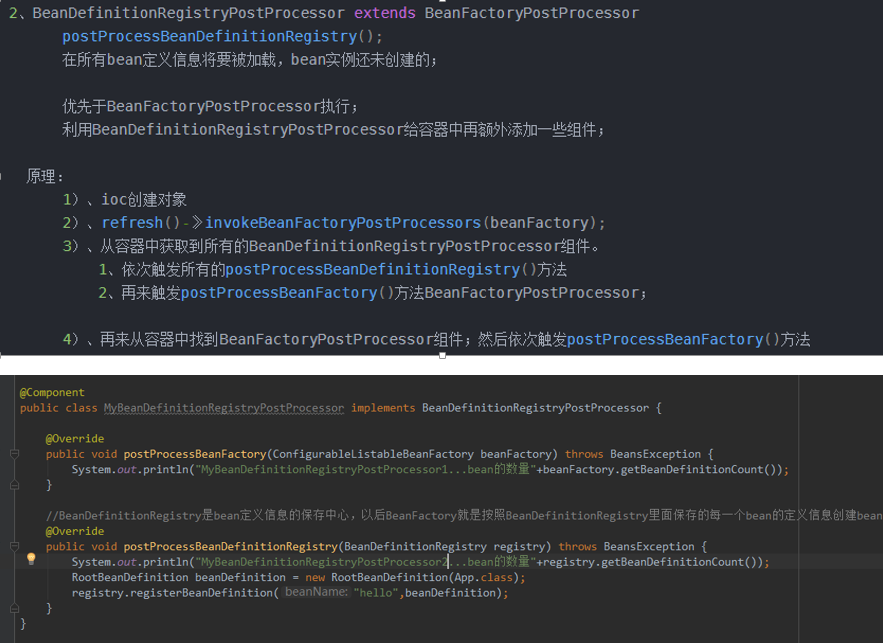 2、BeanDefinitionRegistryPostProcessor extends BeanFactoryPostProcessor
postProcessBeanDefinitionRegistry();
在所有bean定义信息将要被加载，bean实例还未创建的；
优先于BeanFactoryPostProcessor执行；
利用BeanDefinitionRegistryPostProcessor给容器中再额外添加一些组件；
原理：
1）、ioc创建对象
2）、refresh()-》invokeBeanFactoryPostProcessors(beanFactory);
3）、从容器中获取到所有的BeanDefinitionRegistryPostProcessor组件。
1、依次触发所有的postProcessBeanDefinitionRegistry()方法
2、再来触发postProcessBeanFactory()方法BeanFactoryPostProcessor；
4）、再来从容器中找到BeanFactoryPostProcessor组件；然后依次触发postProcessBeanFactory()方法
@Component
public class MyBeanDefinitionRegistryPostProcessor implements BeanDefinitionRegistryPostProcessor {
@Override
public void postProcessBeanFactory(ConfigurableListableBeanFactory beanFactory) throws BeansException {
System.out.println("MyBeanDefinitionRegistryPostProcessor1...bean的数量"+beanFactory.getBeanDefinitionCount());
}
//BeanDefinitionRegistry是bean定义信息的保存中心，以后BeanFactory就是按照BeanDefinitionRegistry里面保存的每一个bean的定义信息创建bean
@Override
public void postProcessBeanDefinitionRegistry(BeanDefinitionRegistry registry) throws BeansException {
System.out.println("MyBeanDefinitionRegistryPostProcessor2...bean的数量"+registry.getBeanDefinitionCount());
RootBeanDefinition beanDefinition = new RootBeanDefinition(App.class);
registry.registerBeanDefinition( beanName: "hello",beanDefinition);
}
}